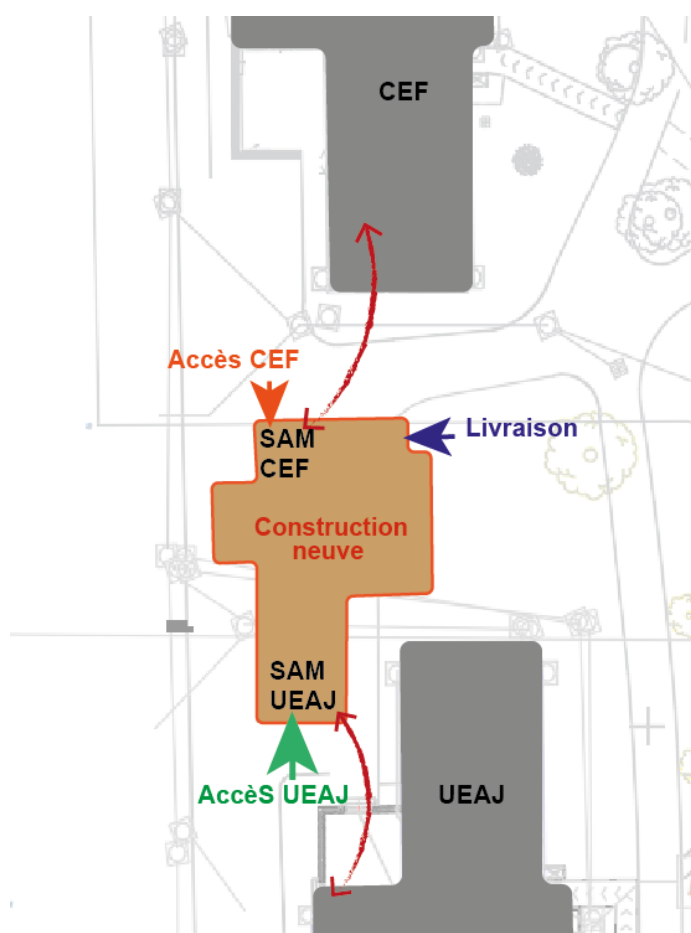 CEF
Accès CEF
SAM
CEF
Livraison
Construction
neuve
SAM
UEAJ
AccèS UEAJ
UEAJ